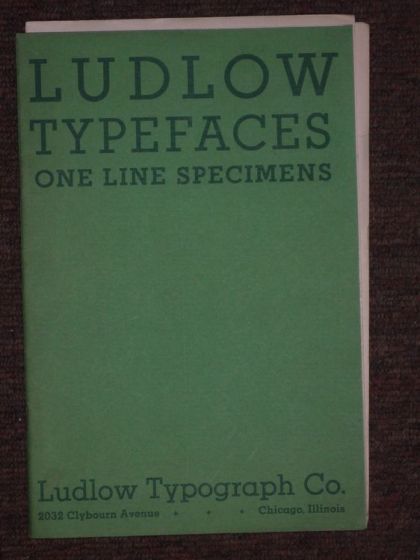 LUDLOW
TYPEFACES
ONE LINE SPECIMENS
Ludlow Typograph Co.
2032 Clybourn Avenue + + + Chicago, Illinois